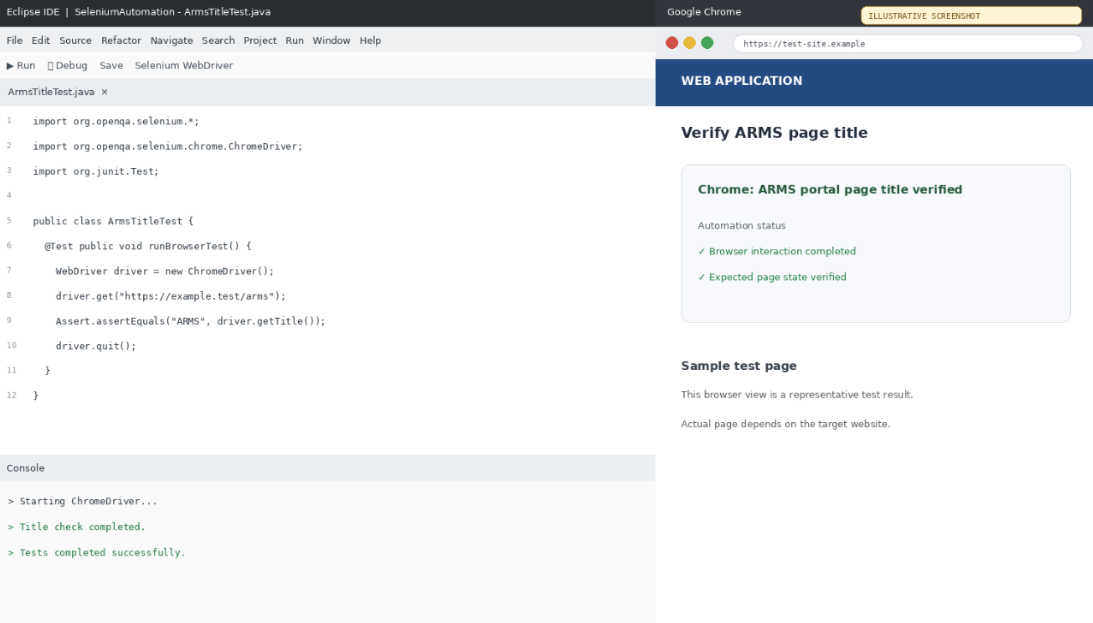 Eclipse IDE | SeleniumAutomation - ArmsTitleTest.java
File Edit Source Refactor Navigate Search Project Run Window Help
▶ Run ▯ Debug Save Selenium WebDriver
ArmsTitleTest.java ×
1 import org.openqa.selenium.*;
2 import org.openqa.selenium.chrome.ChromeDriver;
3 import org.junit.Test;
4
5 public class ArmsTitleTest {
6 @Test public void runBrowserTest() {
7 WebDriver driver = new ChromeDriver();
8 driver.get("https://example.test/arms");
9 Assert.assertEquals("ARMS", driver.getTitle());
10 driver.quit();
11 }
12 }
Console
> Starting ChromeDriver...
> Title check completed.
> Tests completed successfully.
Google Chrome
ILLUSTRATIVE SCREENSHOT
https://test-site.example
WEB APPLICATION
Verify ARMS page title
Chrome: ARMS portal page title verified
Automation status
✓ Browser interaction completed
✓ Expected page state verified
Sample test page
This browser view is a representative test result.
Actual page depends on the target website.